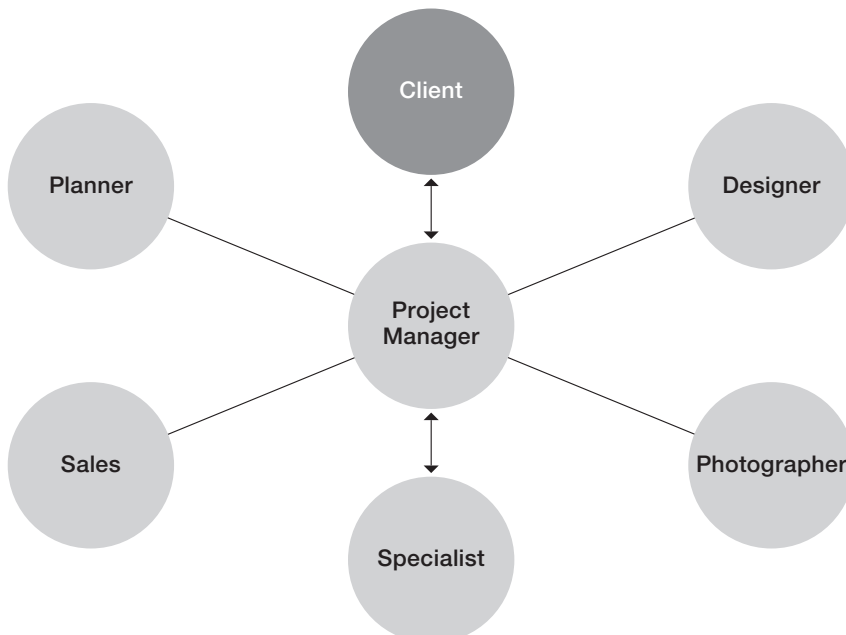 Client
Planner
Designer
Project
Manager
Sales
Photographer
Specialist